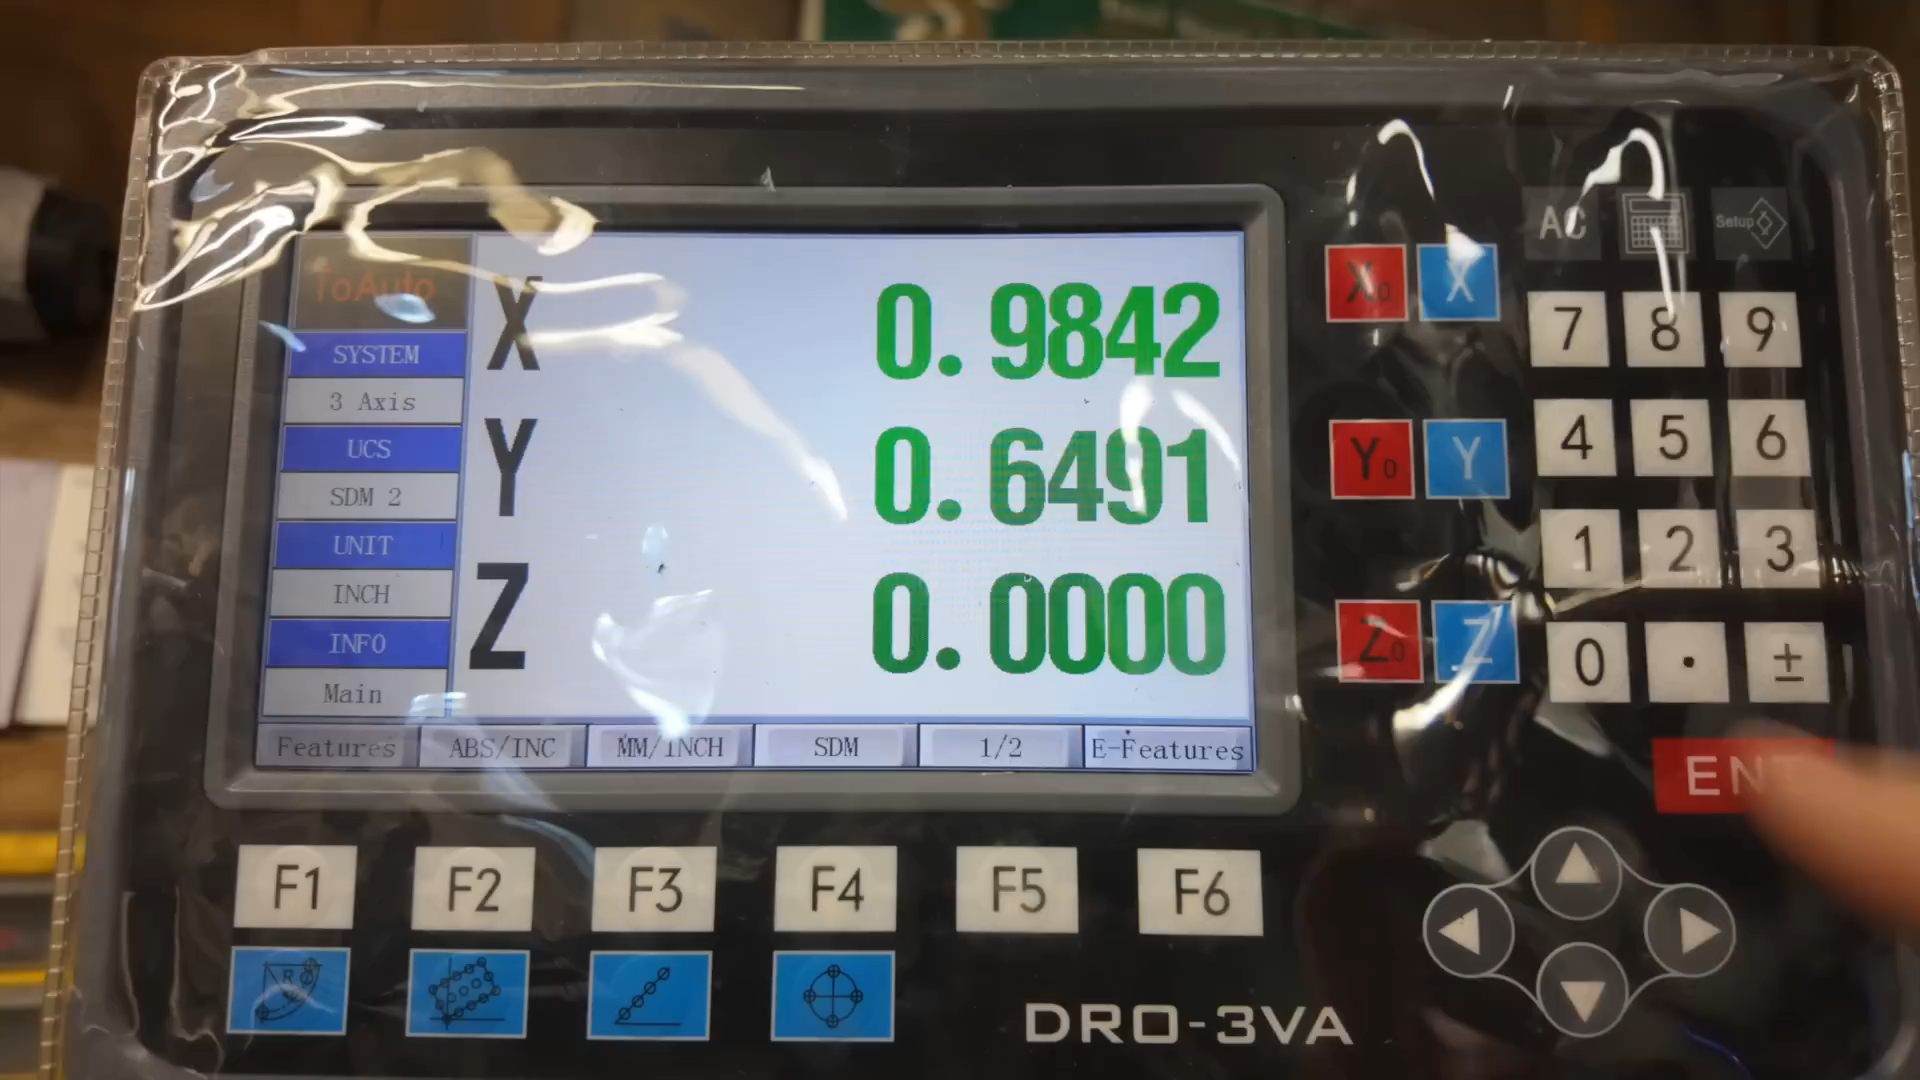 ToAuto
SYSTEM
3 Axis
UCS
SDM 2
UNIT
INCH
INFO
Main
X 0.9842
Y 0.6491
Z 0.0000
Features ABS/INC MM/INCH SDM 1/2 E-Features
AC Setup
X0 X 7 8 9
Y0 Y 4 5 6
1 2 3
Z0 Z 0 . ±
ENT
F1 F2 F3 F4 F5 F6
R
DRO-3VA